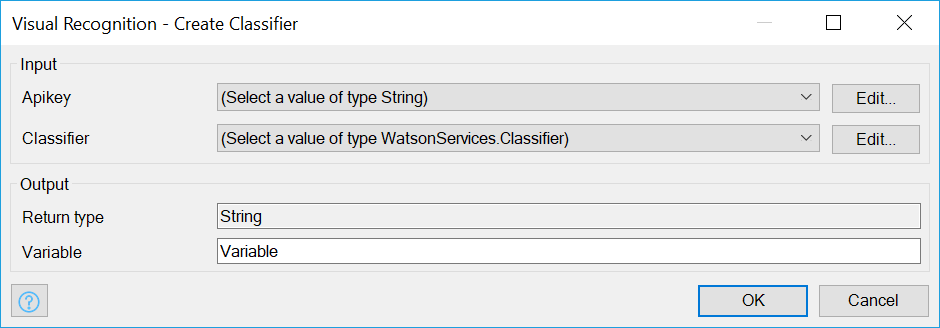 Visual Recognition - Create Classifier
Input
Apikey (Select a value of type String) Edit...
Classifier (Select a value of type WatsonServices.Classifier) Edit...
Output
Return type String
Variable Variable
? OK Cancel